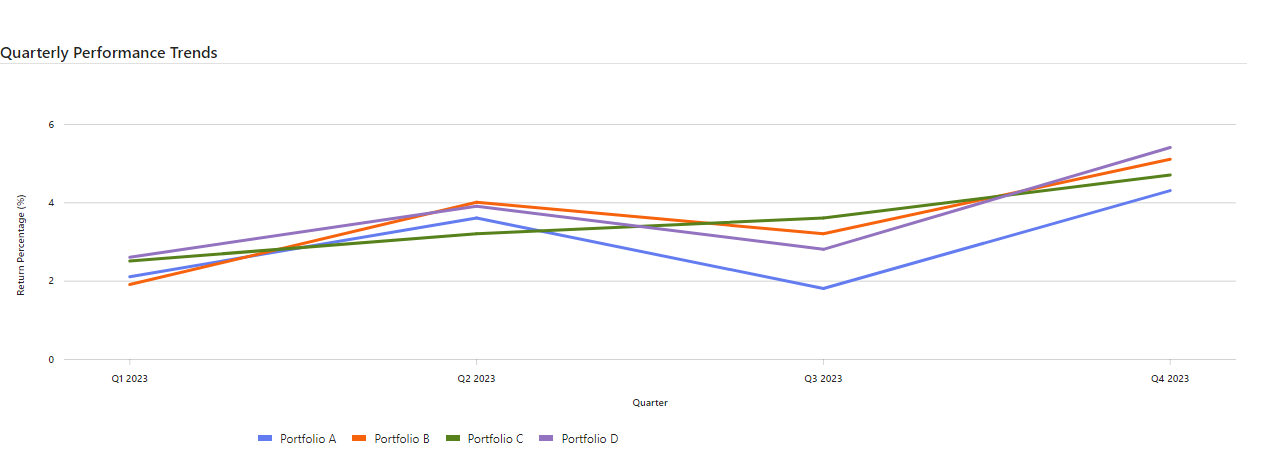 Quarterly Performance Trends
6
4
2
0
Return Percentage (%)
Q1 2023 Q2 2023 Q3 2023 Q4 2023
Quarter
Portfolio A Portfolio B Portfolio C Portfolio D